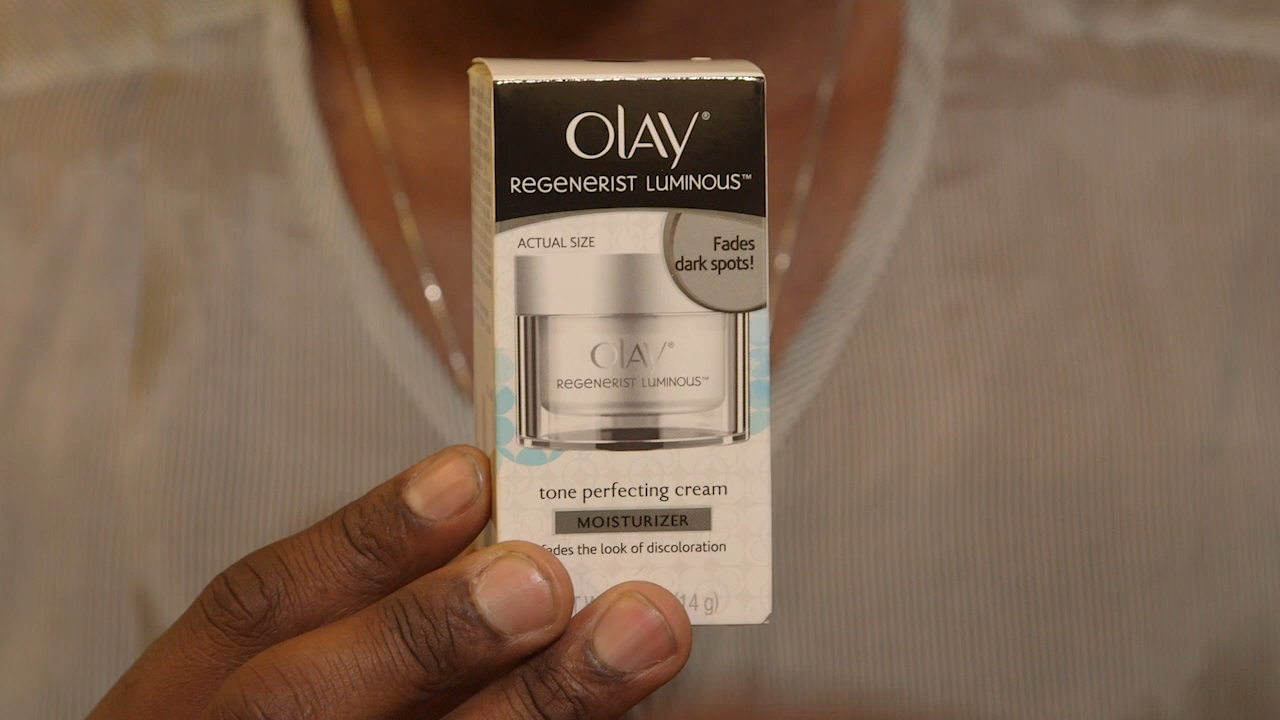 OLAY®
REGENERIST LUMINOUS™
ACTUAL SIZE
Fades
dark spots!
OLAY®
REGENERIST LUMINOUS™
tone perfecting cream
MOISTURIZER
the look of discoloration
(14 g)